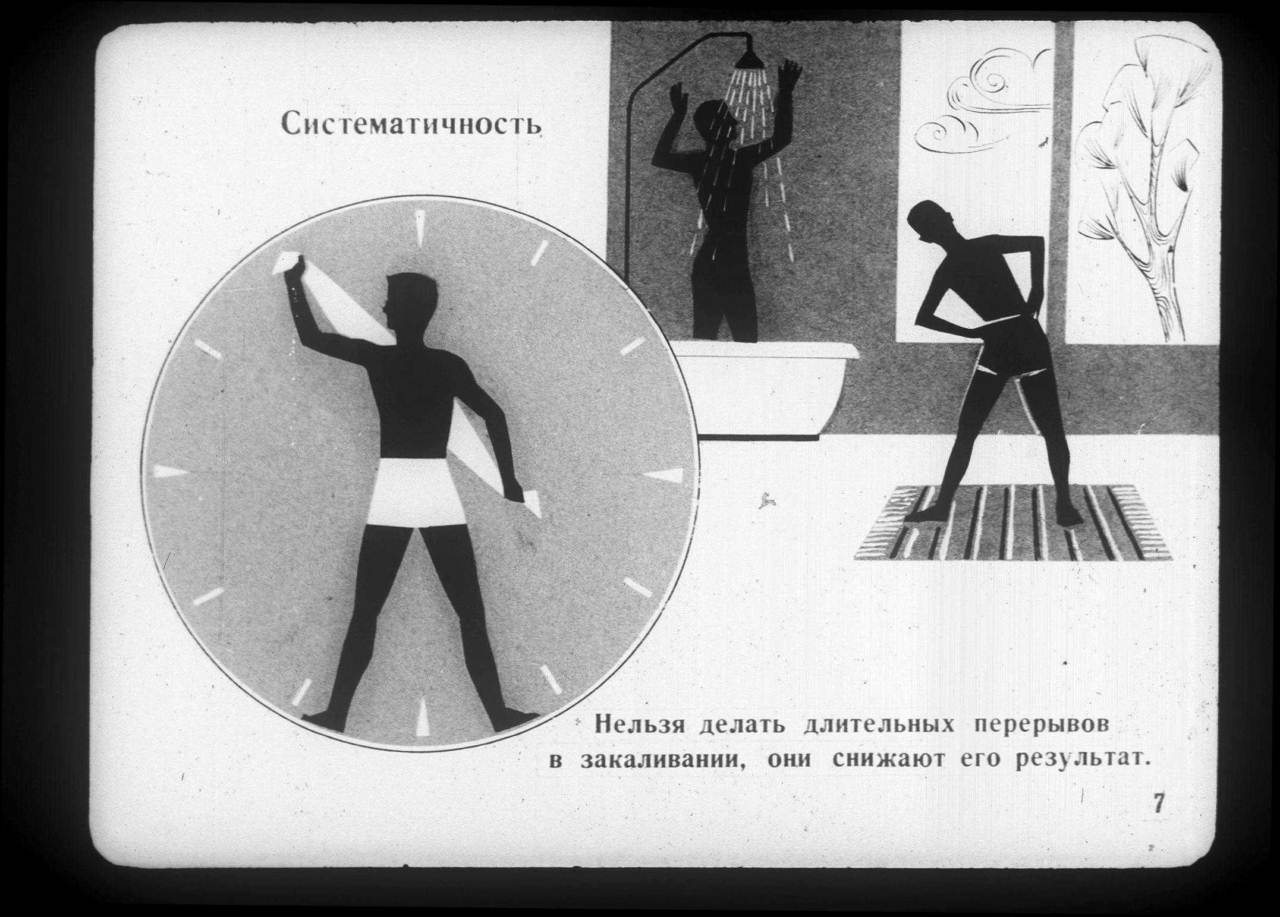 Систематичность
Нельзя делать длительных перерывов
в закаливании, они снижают его результат.
7